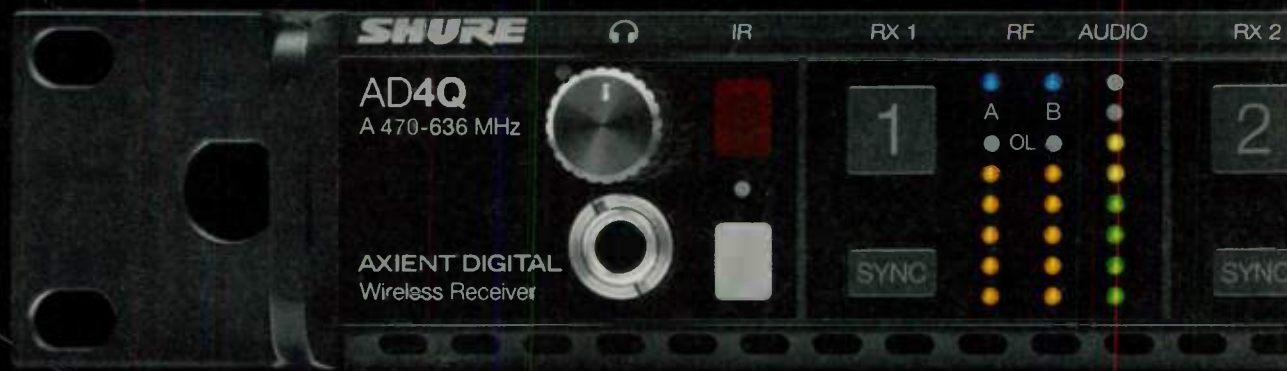 SHURE IR RX 1 RF AUDIO RX 2
AD4Q
A 470-636 MHz
1 A B 2
OL
AXIENT DIGITAL
Wireless Receiver
SYNC SYNC